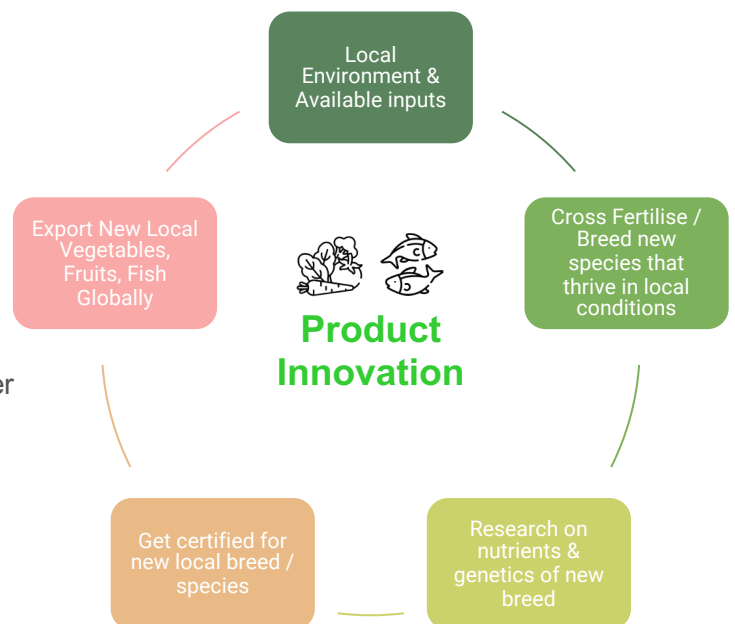 Local
Environment &
Available inputs
Cross Fertilise /
Breed new
species that
thrive in local
conditions
Research on
nutrients &
genetics of new
breed
Get certified for
new local breed /
species
Export New Local
Vegetables,
Fruits, Fish
Globally
Product
Innovation
er